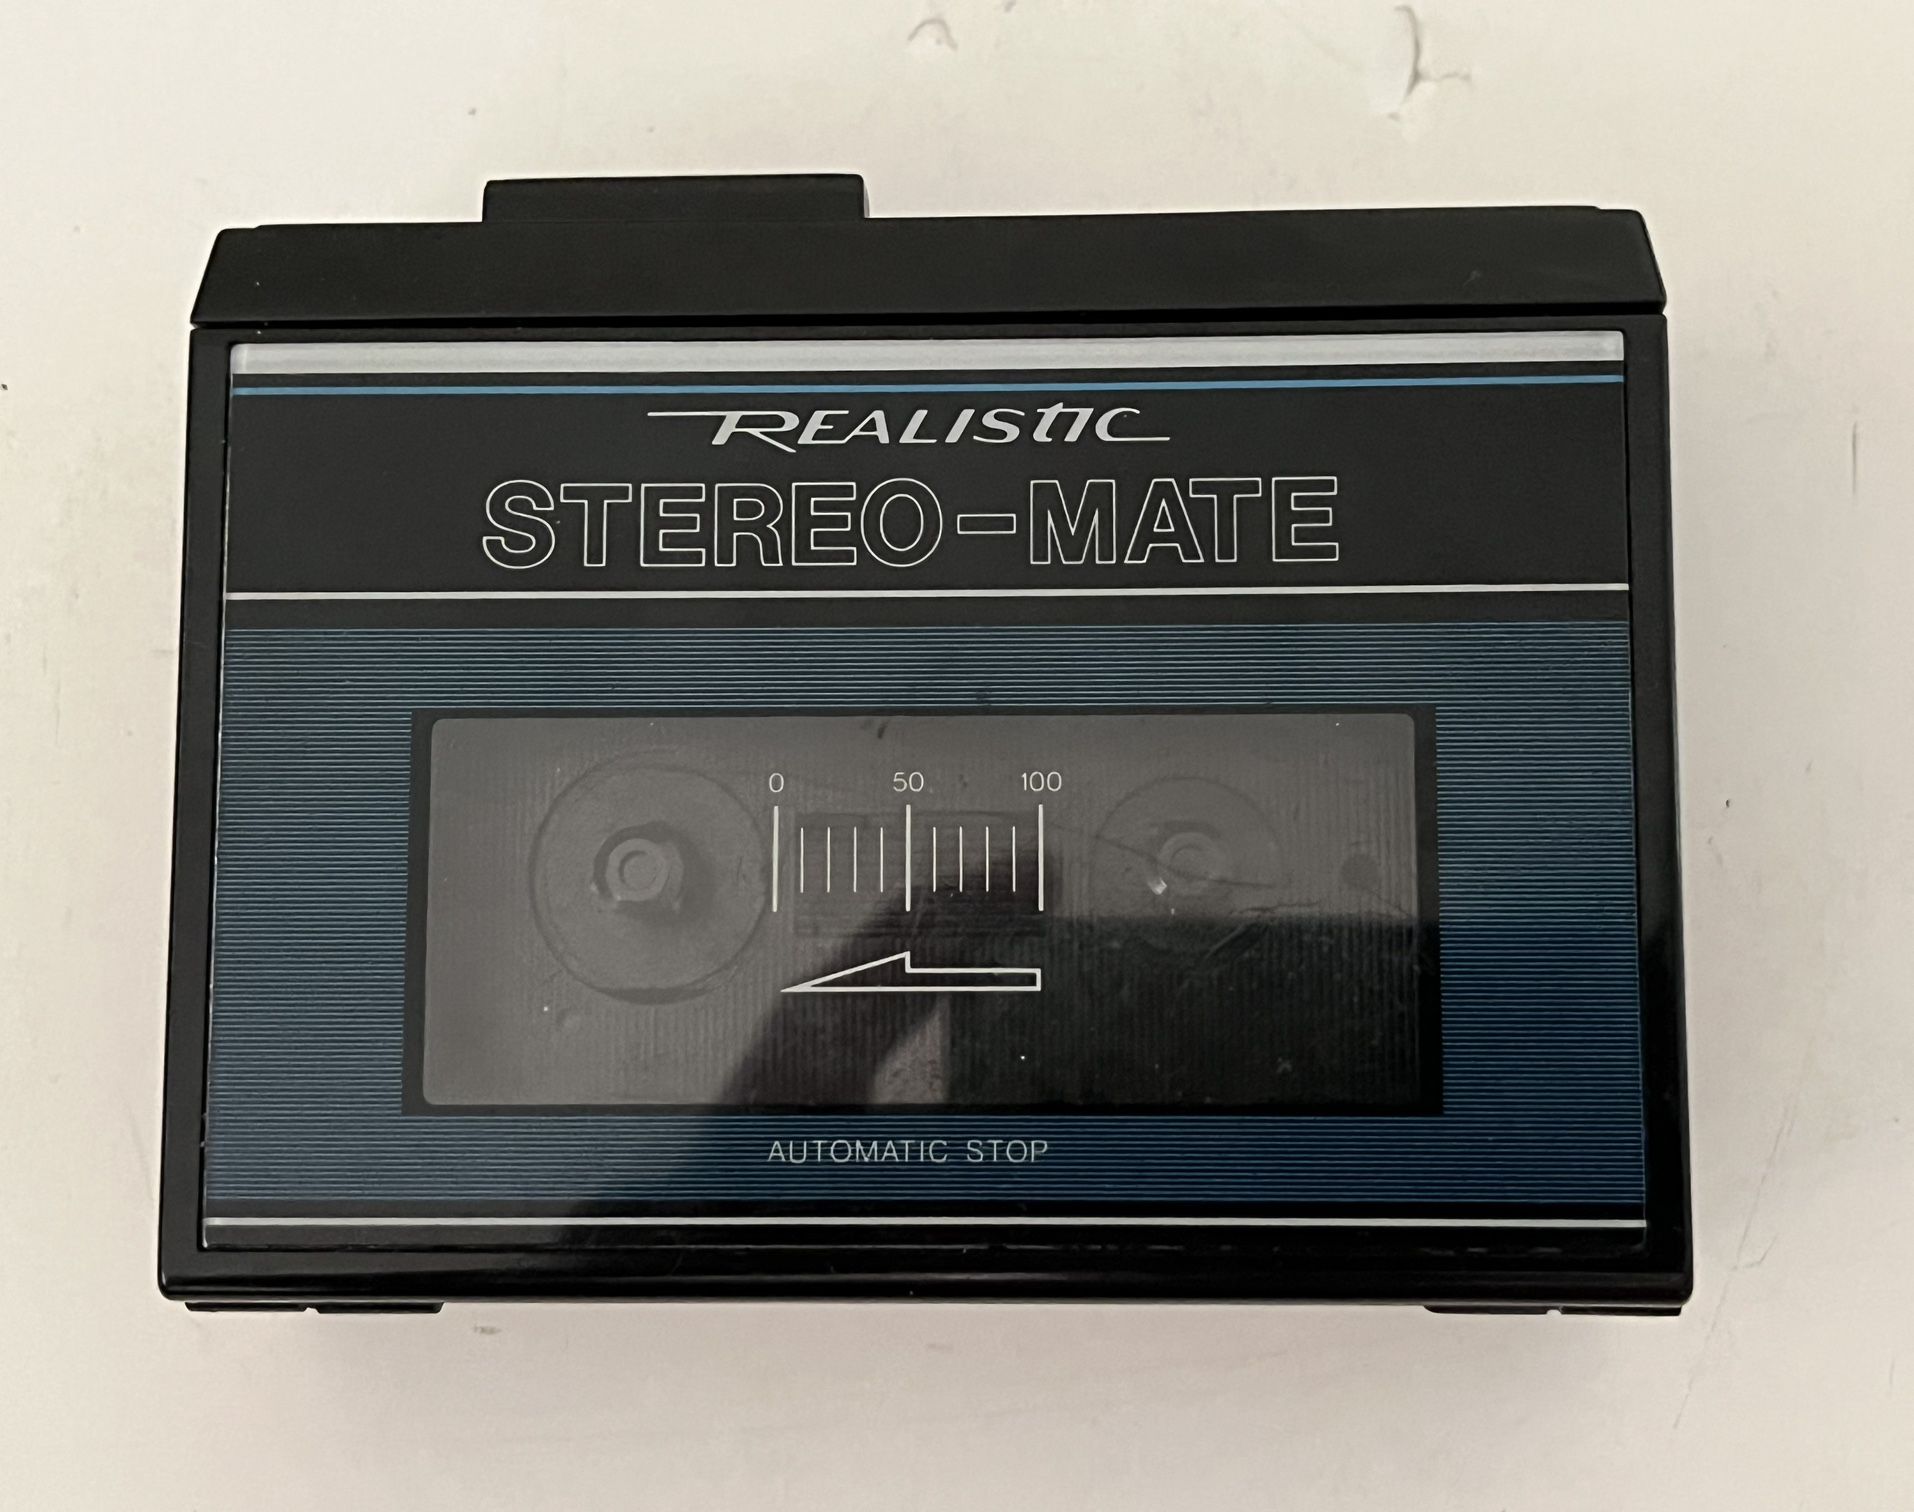 REALISTIC
STEREO-MATE
0 50 100
AUTOMATIC STOP